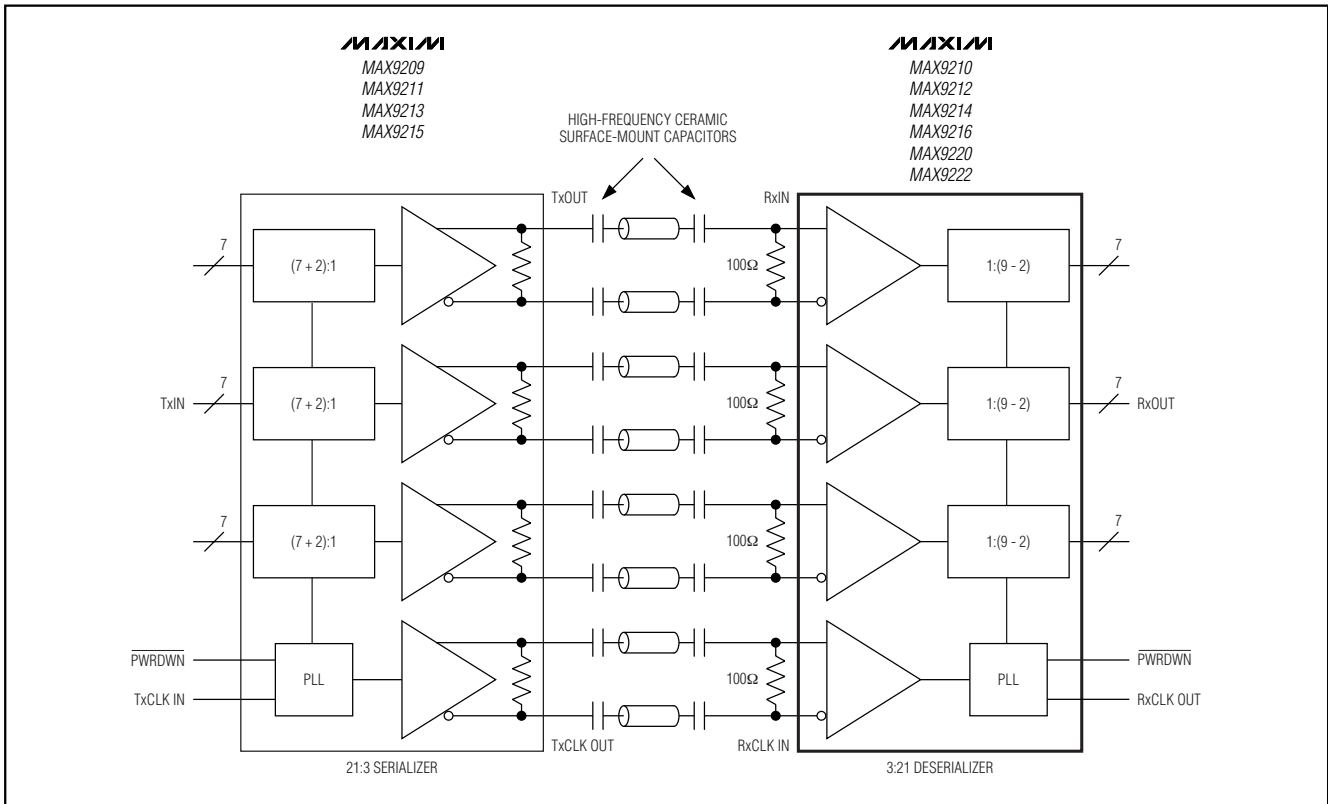 MAXIM
MAX9209
MAX9211
MAX9213
MAX9215
HIGH-FREQUENCY CERAMIC
SURFACE-MOUNT CAPACITORS
MAXIM
MAX9210
MAX9212
MAX9214
MAX9216
MAX9220
MAX9222
TxOUT
RxIN
7
(7 + 2):1
100Ω
1:(9 - 2)
7
TxIN
7
(7 + 2):1
100Ω
1:(9 - 2)
7
RxOUT
7
(7 + 2):1
100Ω
1:(9 - 2)
7
PWRDWN
TxCLK IN
PLL
100Ω
PLL
PWRDWN
RxCLK OUT
TxCLK OUT
RxCLK IN
21:3 SERIALIZER
3:21 DESERIALIZER